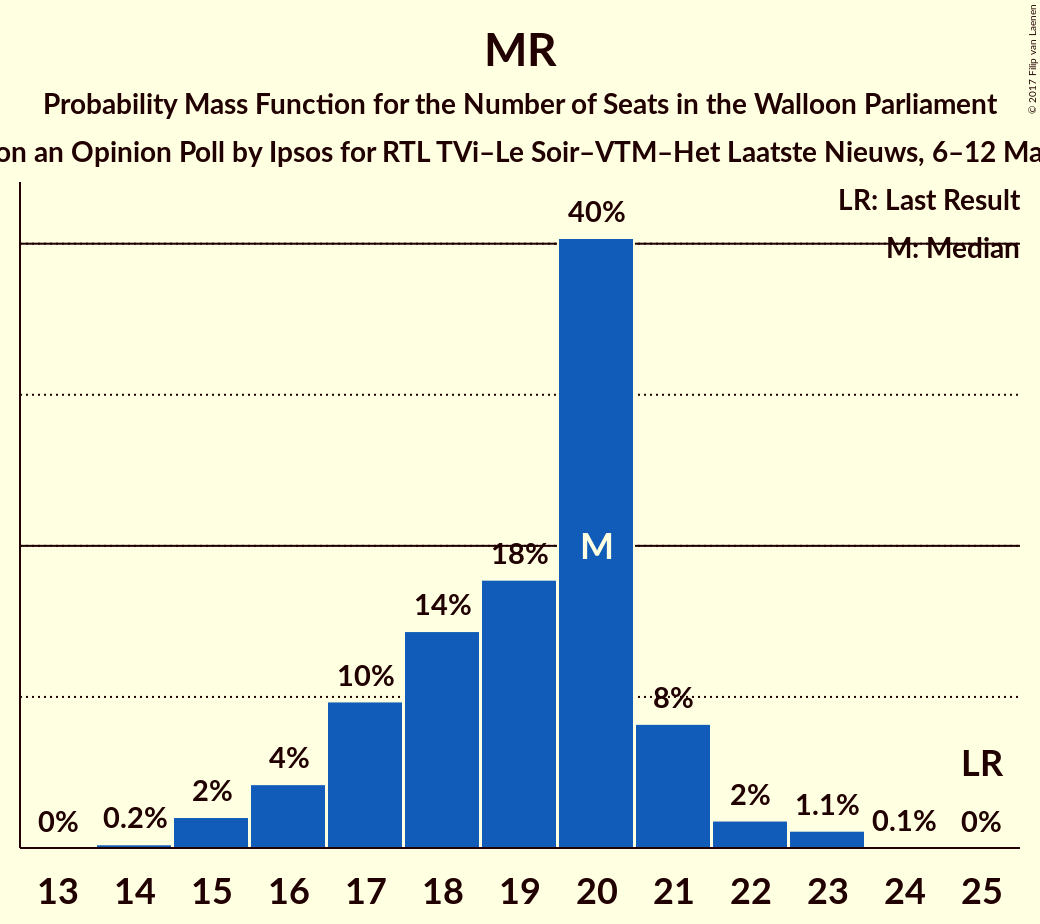 MR
Probability Mass Function for the Number of Seats in the Walloon Parliament
on an Opinion Poll by Ipsos for RTL TVi–Le Soir–VTM–Het Laatste Nieuws, 6–12 Ma
© 2017 Filip van Laenen
LR: Last Result
M: Median
40%
M
18%
14%
10%
8%
4%
2%
2%
1.1%
0.2%
0.1%
0%
0%
LR
13 14 15 16 17 18 19 20 21 22 23 24 25